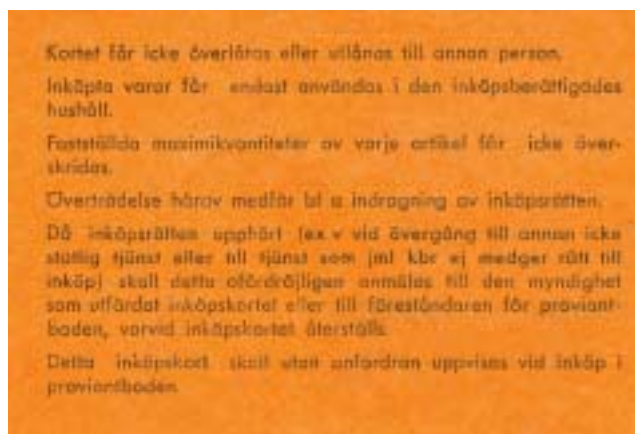 Kortet får icke överlåtas eller utlånas till annan person.
Inköpta varor får endast användas i den inköpsberättigades
hushåll.
Fastställda maximikvantiteter av varje artikel får icke över-
skridas.
Överträdelse härav medför bl a indragning av inköpsrätten.
Då inköpsrätten upphört (ex v vid övergång till annan icke
statlig tjänst eller till tjänst som jml kbr ej medger rätt till
inköp) skall detta ofördröjligen anmälas till den myndighet
som utfärdat inköpskortet eller till föreståndaren för proviant-
boden, varvid inköpskortet återställs.
Detta inköpskort skall utan anfordran uppvisas vid inköp i
proviantboden.